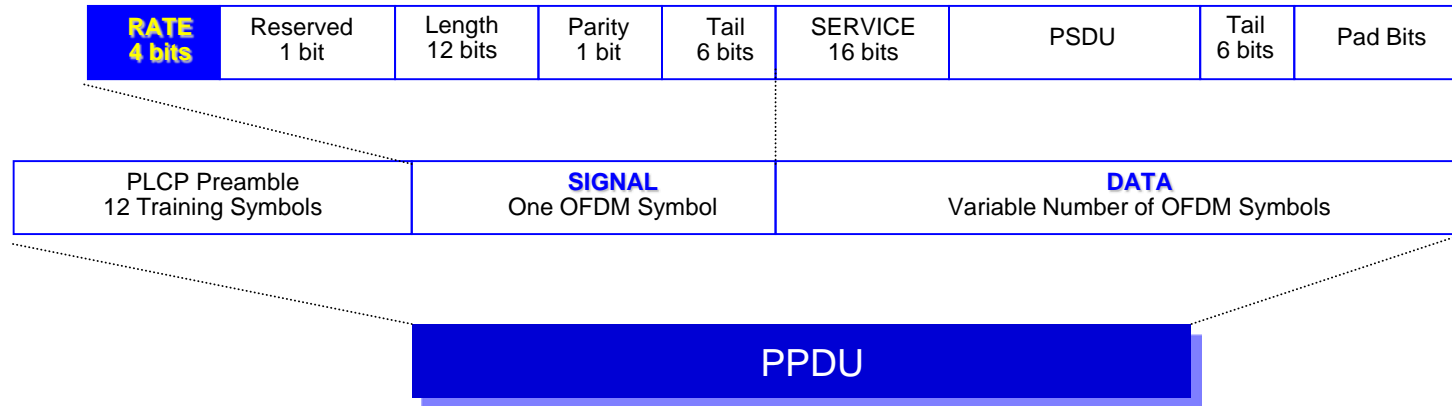 RATE
4 bits
Reserved
1 bit
Length
12 bits
Parity
1 bit
Tail
6 bits
SERVICE
16 bits
PSDU
Tail
6 bits
Pad Bits
PLCP Preamble
12 Training Symbols
SIGNAL
One OFDM Symbol
DATA
Variable Number of OFDM Symbols
PPDU